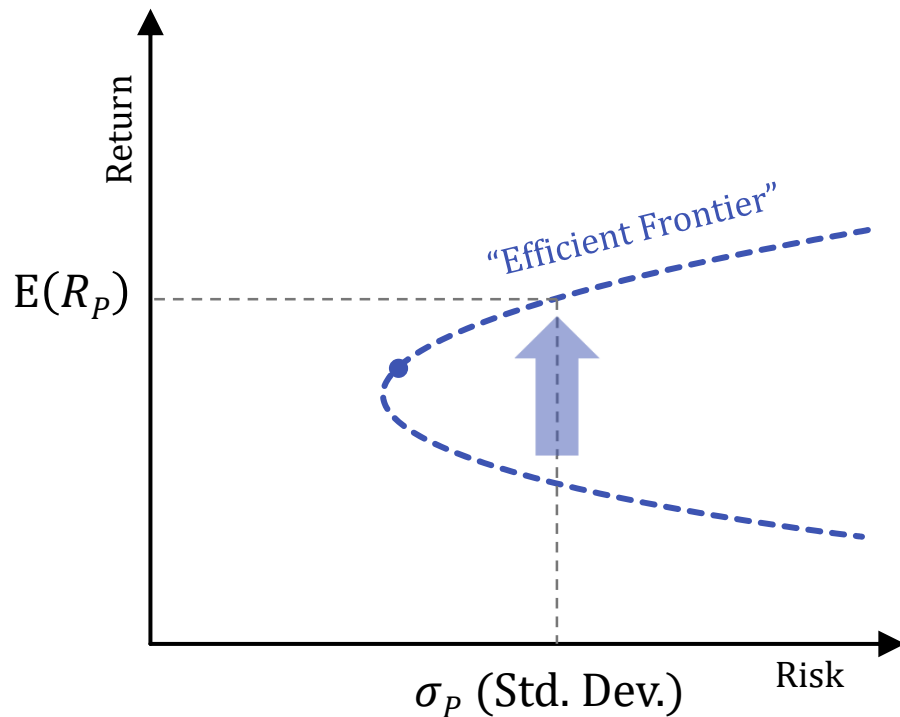 Return
“Efficient Frontier”
E(R_P)
σ_P (Std. Dev.)
Risk